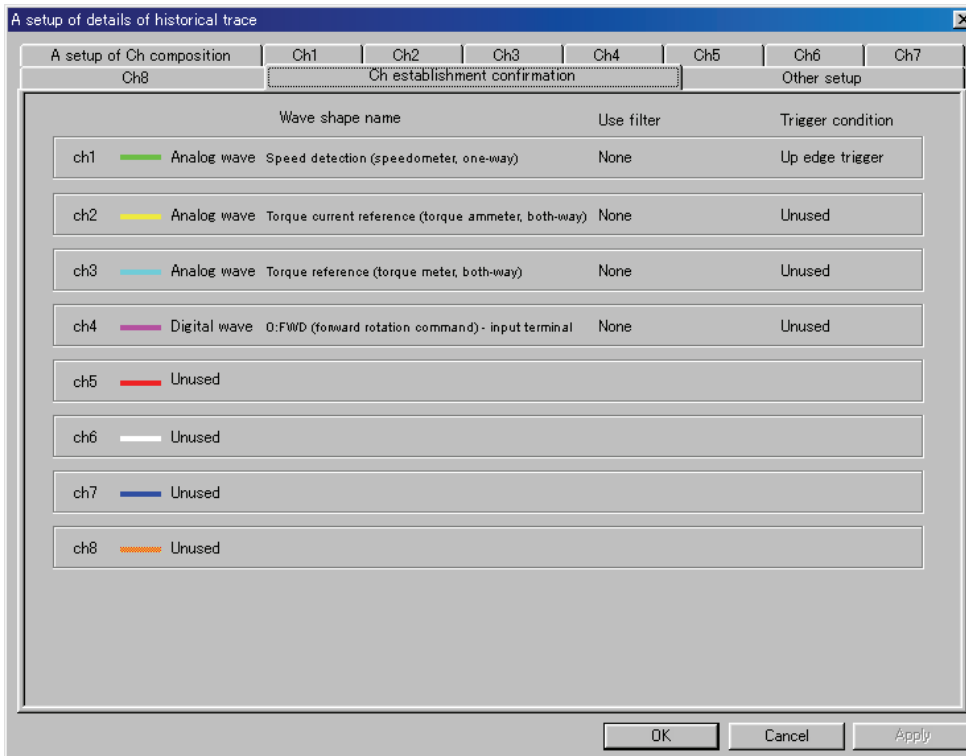 A setup of details of historical trace
A setup of Ch composition Ch1 Ch2 Ch3 Ch4 Ch5 Ch6 Ch7
Ch8 Ch establishment confirmation Other setup
Wave shape name Use filter Trigger condition
ch1 Analog wave Speed detection (speedometer, one-way) None Up edge trigger
ch2 Analog wave Torque current reference (torque ammeter, both-way) None Unused
ch3 Analog wave Torque reference (torque meter, both-way) None Unused
ch4 Digital wave 0:FWD (forward rotation command) - input terminal None Unused
ch5 Unused
ch6 Unused
ch7 Unused
ch8 Unused
OK Cancel Apply